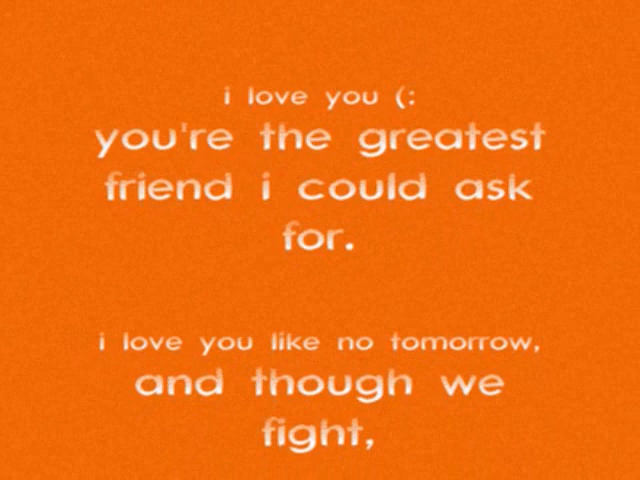 i love you (:
you're the greatest
friend i could ask
for.
i love you like no tomorrow,
and though we
fight,